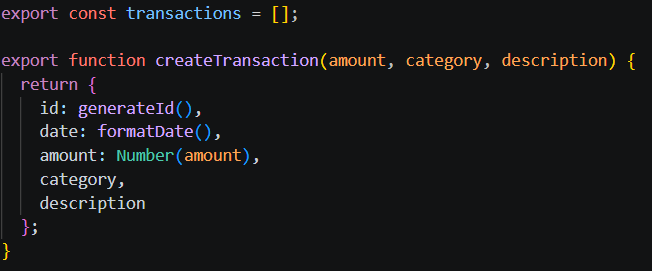 export const transactions = [];
export function createTransaction(amount, category, description) {
return {
id: generateId(),
date: formatDate(),
amount: Number(amount),
category,
description
};
}